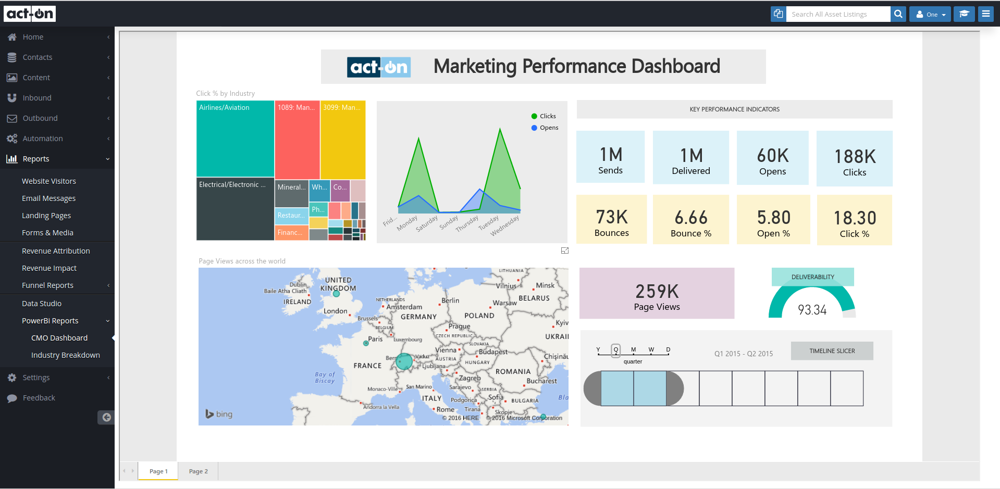 act-on
Search All Asset Listings
One
Home
Contacts
Content
Inbound
Outbound
Automation
Reports
Website Visitors
Email Messages
Landing Pages
Forms & Media
Revenue Attribution
Revenue Impact
Funnel Reports
Data Studio
PowerBi Reports
CMO Dashboard
Industry Breakdown
Settings
Feedback
act-on
Marketing Performance Dashboard
Click % by Industry
Airlines/Aviation
1089: Man...
3099: Man...
Electrical/Electronic ...
Mineral...
Wh...
Co...
Restaur...
Ph...
Financ...
Clicks
Opens
Frid...
Monday
Saturday
Sunday
Thursday
Tuesday
Wednesday
KEY PERFORMANCE INDICATORS
1M
Sends
1M
Delivered
60K
Opens
188K
Clicks
73K
Bounces
6.66
Bounce %
5.80
Open %
18.30
Click %
Page Views across the world
LITHUANIA
UNITED
KINGDOM
Dublin
Baile Atha Cliath
IRELAND
Vilnius
Minsk
BELARUS
NETHERLANDS
Amsterdam
Berlin
Warsaw
London
Brussels
GERMANY
POLAND
BELGIUM
Prague
Kyiv
CZECH REPUBLIC
UKRAI
Paris
Luxembourg
SLOVAKIA
Vienna
Budapest
Bern
Vaduz
AUSTRIA
HUNGARY
Chişinău
FRANCE
Ljubljana
ROMANIA
Bay of
Biscay
Zagreb
Bucharest
Monaco-Ville
San Marino
Sarajevo
SERBIA
ITALY
Podgorica
Sofia
BULGARIA
Bla
Andorra la Vella
Rome
Tirana
Skopje
bing
© 2016 HERE
© 2016 Microsoft Corporation
259K
Page Views
DELIVERABILITY
93.34
Y
Q
M
W
D
quarter
Q1 2015 - Q2 2015
TIMELINE SLICER
Page 1
Page 2